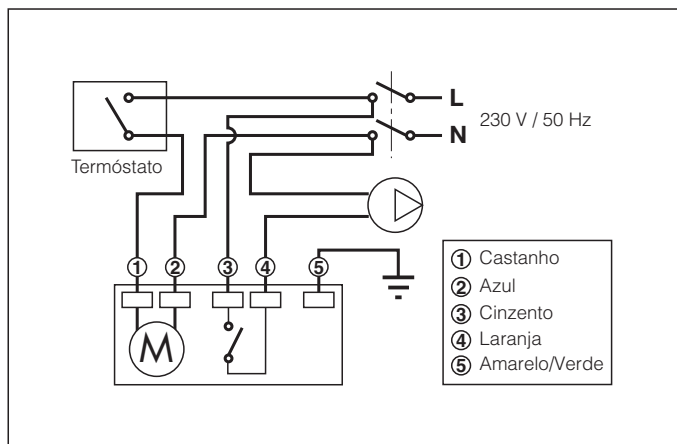 L
230 V / 50 Hz
N
Termóstato
1 2 3 4 5
M
1 Castanho
2 Azul
3 Cinzento
4 Laranja
5 Amarelo/Verde